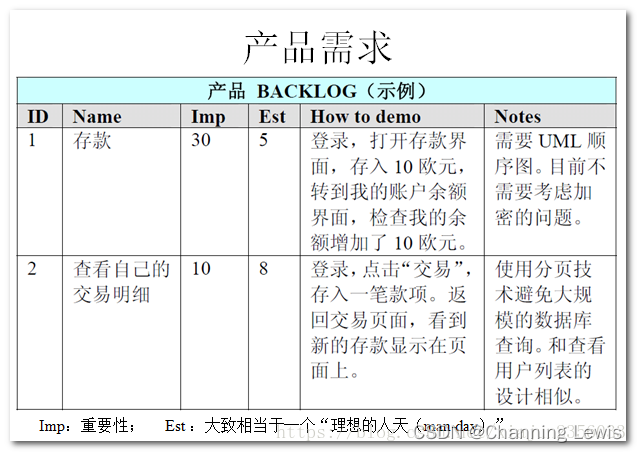 产品需求
产品 BACKLOG（示例）
ID Name Imp Est How to demo Notes
1 存款 30 5 登录，打开存款界 需要 UML 顺
面，存入 10 欧元， 序图。目前不
转到我的账户余额 需要考虑加
界面，检查我的余 密的问题。
额增加了 10 欧元。
2 查看自己的 10 8 登录，点击“交易”， 使用分页技
交易明细 存入一笔款项。返 术避免大规
回交易页面，看到 模的数据库
新的存款显示在页 查询。和查看
面上。 用户列表的
设计相似。
Imp：重要性； Est：大致相当于一个“理想的人天（man-day）”
CSDN @Channing Lewis